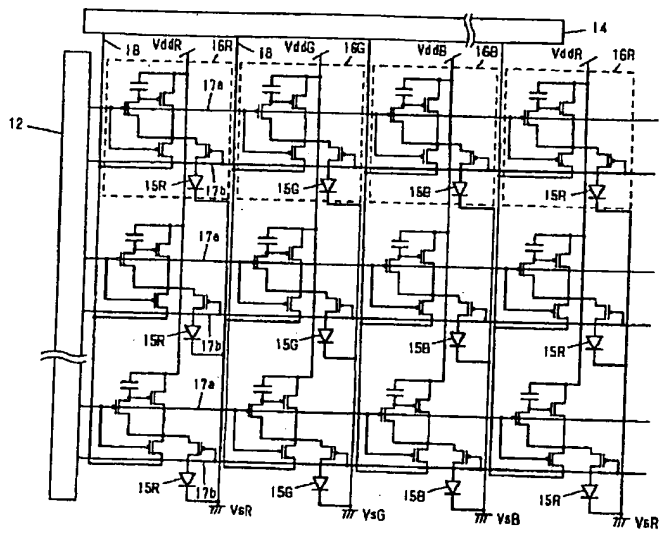 14
18 VddR 16R 18 VddG 16G VddB 16B VddR 16R
12
17a
15R 17b 15G 15B 15R
17a
15R 17b 15G 15B 15R
17a
15R 17b 15G 15B 15R
VsR VsG VsB VsR